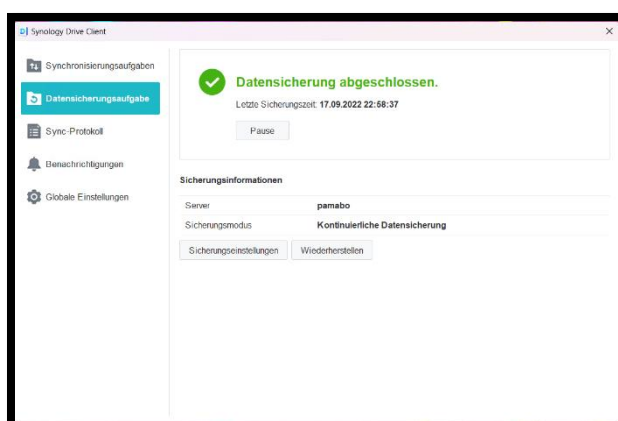 Synology Drive Client
Synchronisierungsaufgaben
Datensicherungsaufgabe
Sync-Protokoll
Benachrichtigungen
Globale Einstellungen
Datensicherung abgeschlossen.
Letzte Sicherungszeit: 17.09.2022 22:58:37
Pause
Sicherungsinformationen
Server pamabo
Sicherungsmodus Kontinuierliche Datensicherung
Sicherungseinstellungen Wiederherstellen